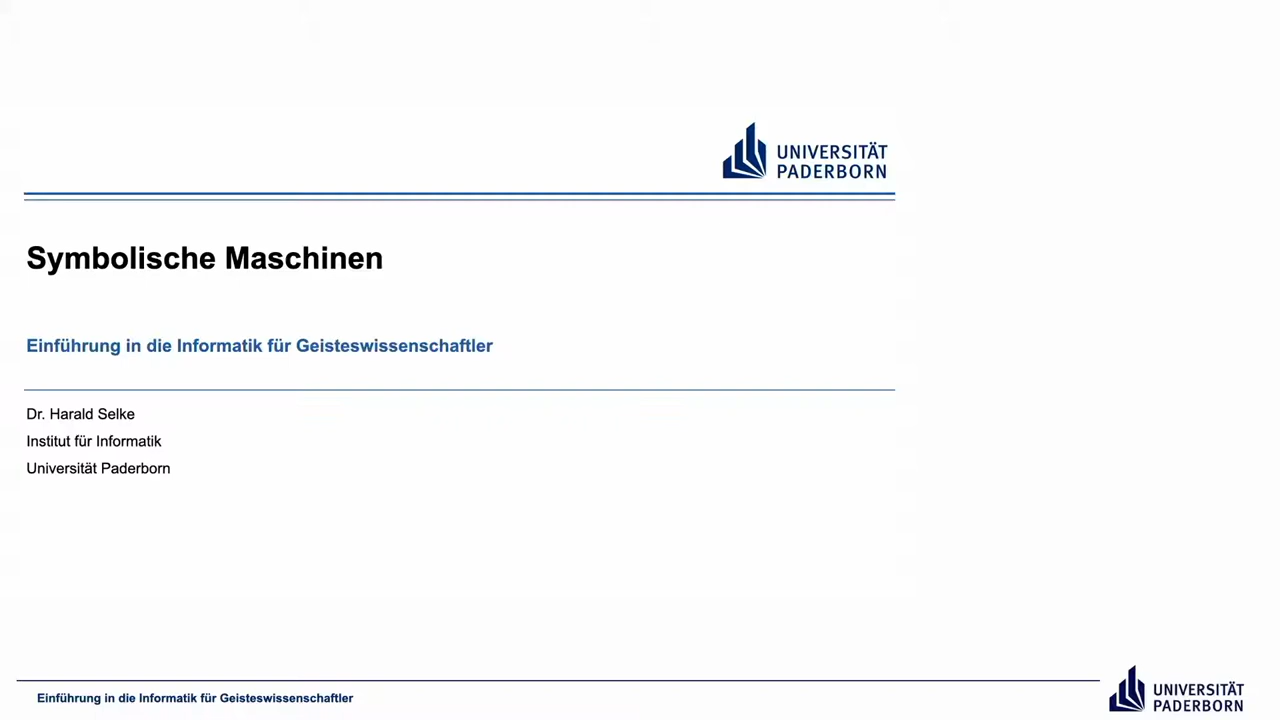 UNIVERSITÄT
PADERBORN
Symbolische Maschinen
Einführung in die Informatik für Geisteswissenschaftler
Dr. Harald Selke
Institut für Informatik
Universität Paderborn
Einführung in die Informatik für Geisteswissenschaftler
UNIVERSITÄT
PADERBORN